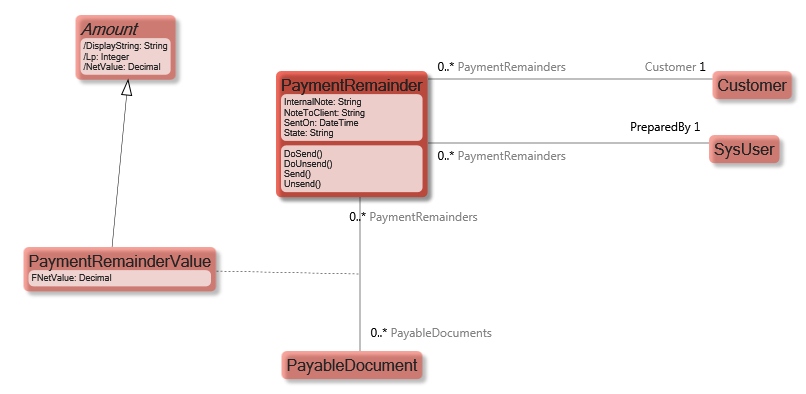 Amount
/DisplayString: String
/Lp: Integer
/NetValue: Decimal
0..* PaymentRemainders
Customer 1
PaymentRemainder
InternalNote: String
NoteToClient: String
SentOn: DateTime
State: String
DoSend()
DoUnsend()
Send()
Unsend()
Customer
PreparedBy 1
0..* PaymentRemainders
SysUser
0..* PaymentRemainders
PaymentRemainderValue
FNetValue: Decimal
0..* PayableDocuments
PayableDocument